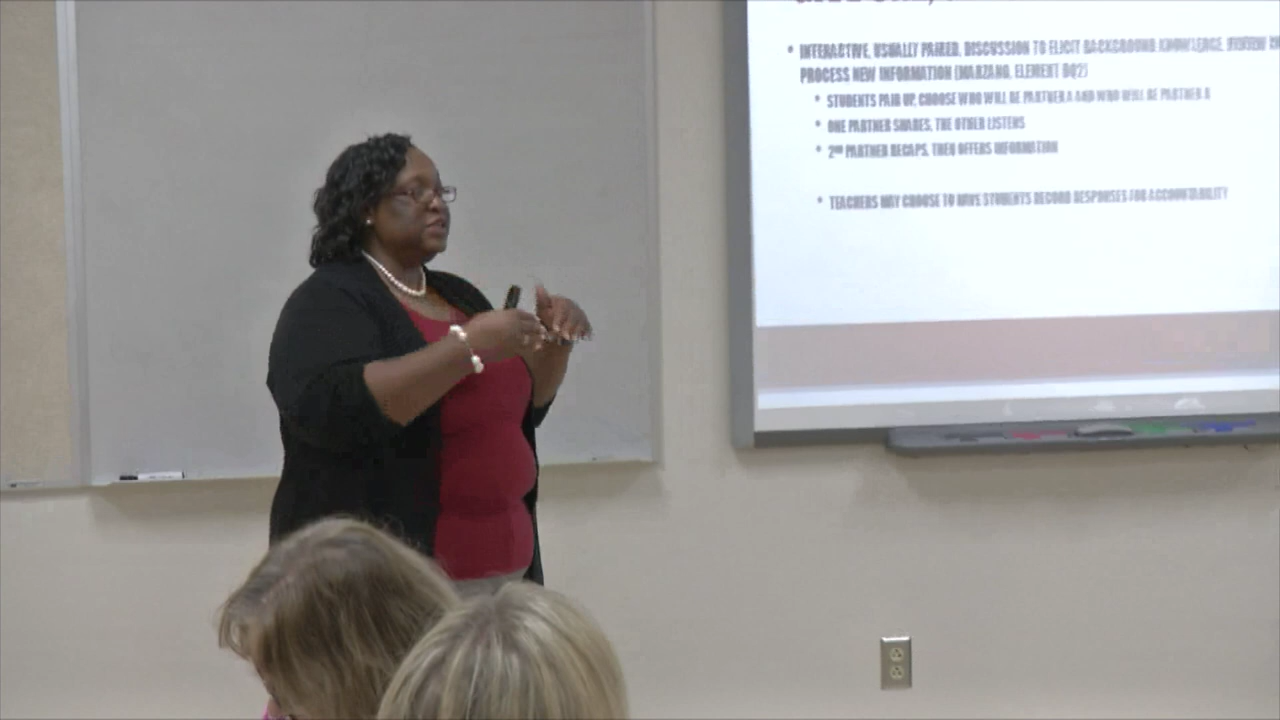 • INTERACTIVE, USUALLY PAIRED, DISCUSSION TO ELICIT BACKGROUND KNOWLEDGE, REVIEW
PROCESS NEW INFORMATION (MARZANO, ELEMENT DQ2)
• STUDENTS PAIR UP, CHOOSE WHO WILL BE PARTNER A AND WHO WILL BE PARTNER B
• ONE PARTNER SHARES, THE OTHER LISTENS
• 2ND PARTNER RECAPS, THEN OFFERS INFORMATION
• TEACHERS MAY CHOOSE TO HAVE STUDENTS RECORD RESPONSES FOR ACCOUNTABILITY